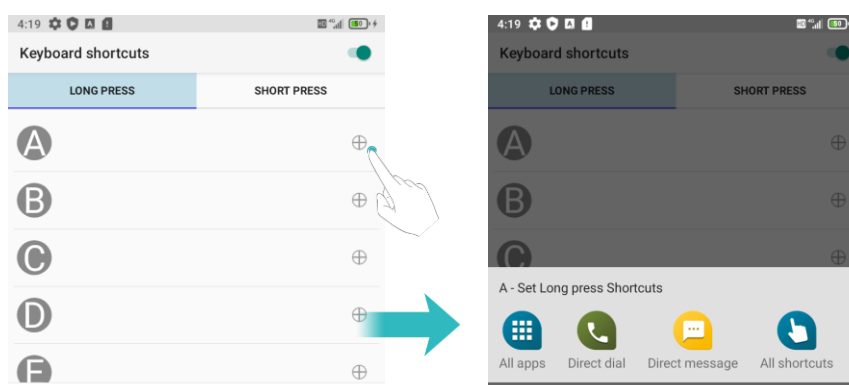 4:19
Keyboard shortcuts
LONG PRESS SHORT PRESS
A
B
C
D
E
4:19
Keyboard shortcuts
LONG PRESS SHORT PRESS
A
B
C
A - Set Long press Shortcuts
All apps Direct dial Direct message All shortcuts